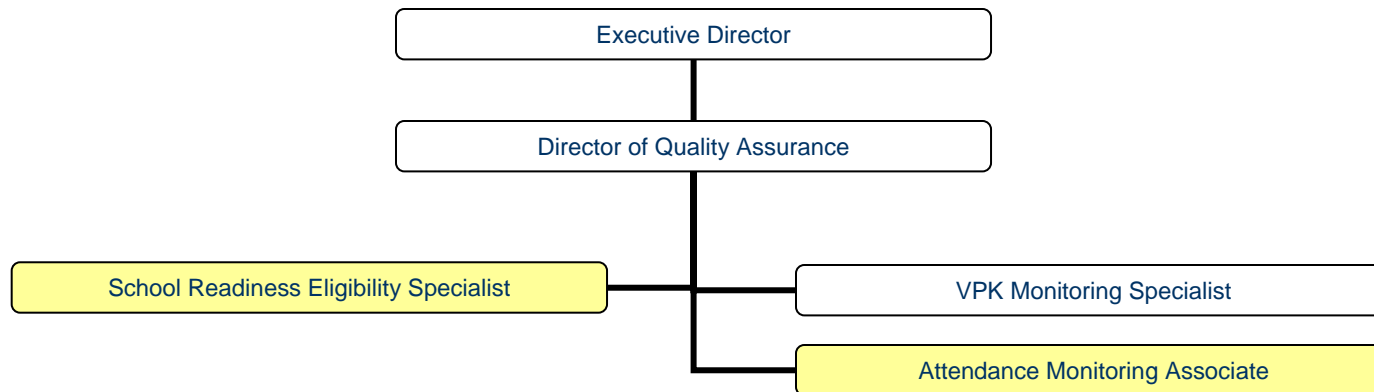 Executive Director
Director of Quality Assurance
School Readiness Eligibility Specialist
VPK Monitoring Specialist
Attendance Monitoring Associate